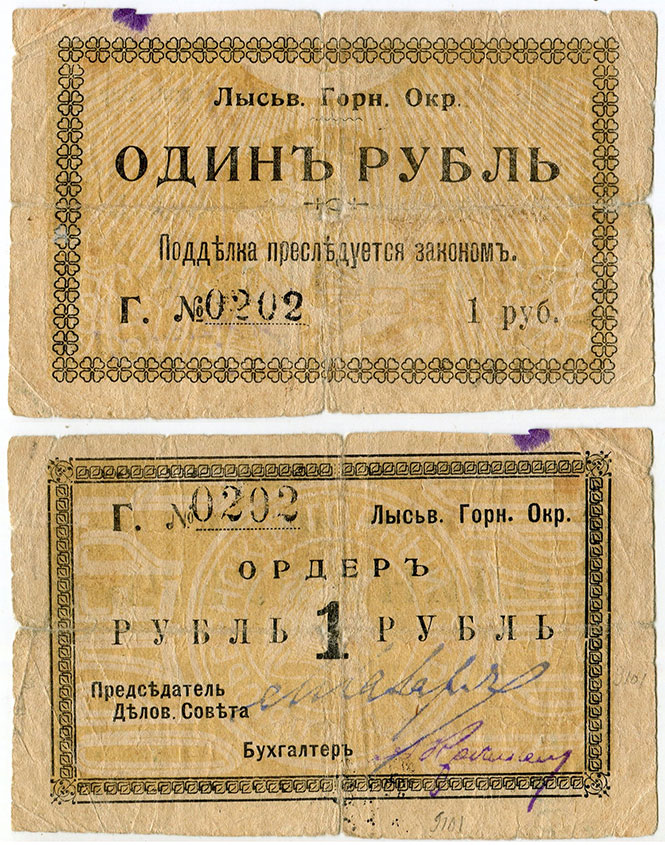 Лысьв. Горн. Окр.
ОДИНЪ РУБЛЬ
Поддѣлка преслѣдуется закономъ.
Г. №0202 1 руб.
Г. №0202 Лысьв. Горн. Окр.
ОРДЕРЪ
РУБЛЬ 1 РУБЛЬ
Предсѣдатель
Дѣлов. Совѣта
Бухгалтеръ